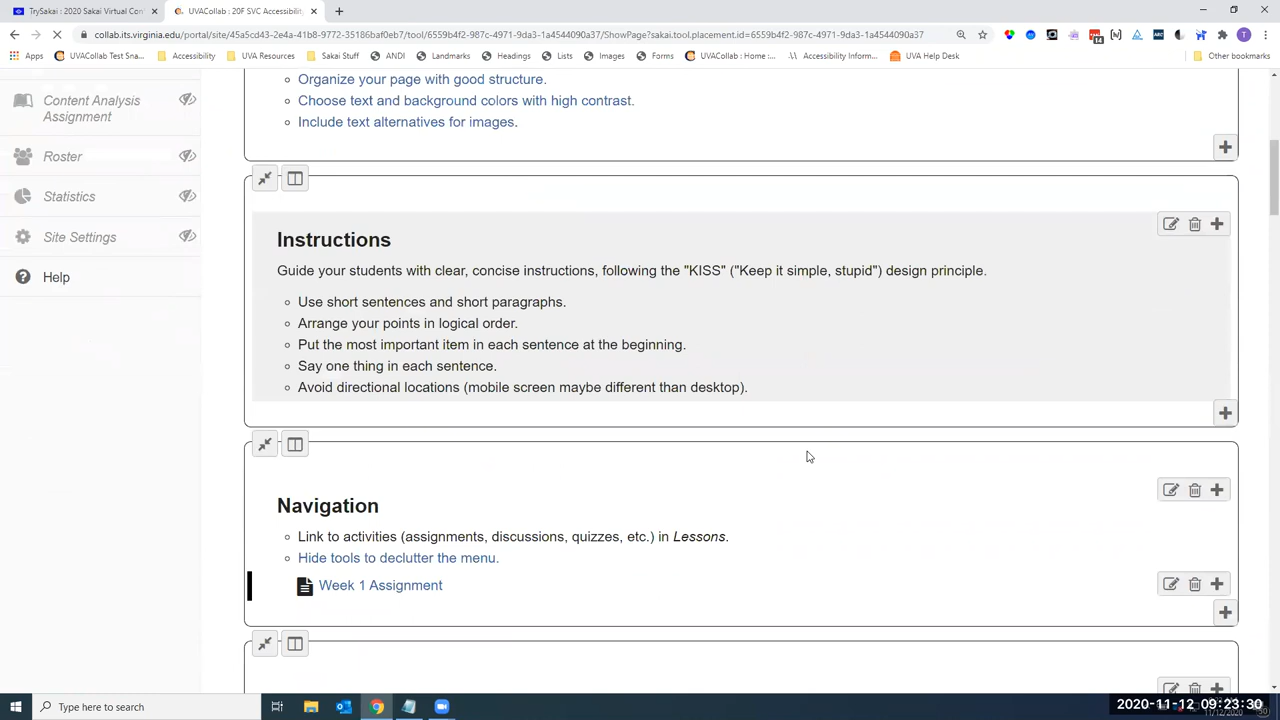 TrySakai : 2020 Sakai Virtual Con
UVACollab : 20F SVC Accessibilit
collab.its.virginia.edu/portal/site/45a5cd43-2e4a-41b8-9772-35186baf0eb7/tool/6559b4f2-987c-4971-9cd3-1a4544090a37/ShowPage?sakai.tool.placement.id=6559b4f2-987c-4971-9cd3-1a4544090a37
T
Apps
UVACollab Test Sna...
Accessibility
UVA Resources
Sakai Stuff
ANDI
Landmarks
Headings
Lists
Images
Forms
UVACollab : Home :...
Accessibility Infor...
UVA Help Desk
Other bookmarks
Content Analysis
Assignment
Roster
Statistics
Site Settings
Help
Organize your page with good structure.
Choose text and background colors with high contrast.
Include text alternatives for images.
Instructions
Guide your students with clear, concise instructions, following the "KISS" ("Keep it simple, stupid") design principle.
Use short sentences and short paragraphs.
Arrange your points in logical order.
Put the most important item in each sentence at the beginning.
Say one thing in each sentence.
Avoid directional locations (mobile screen maybe different than desktop).
Navigation
Link to activities (assignments, discussions, quizzes, etc.) in Lessons.
Hide tools to declutter the menu.
Week 1 Assignment
Type here to search
2020-11-12 09:23:30
11/12/2020